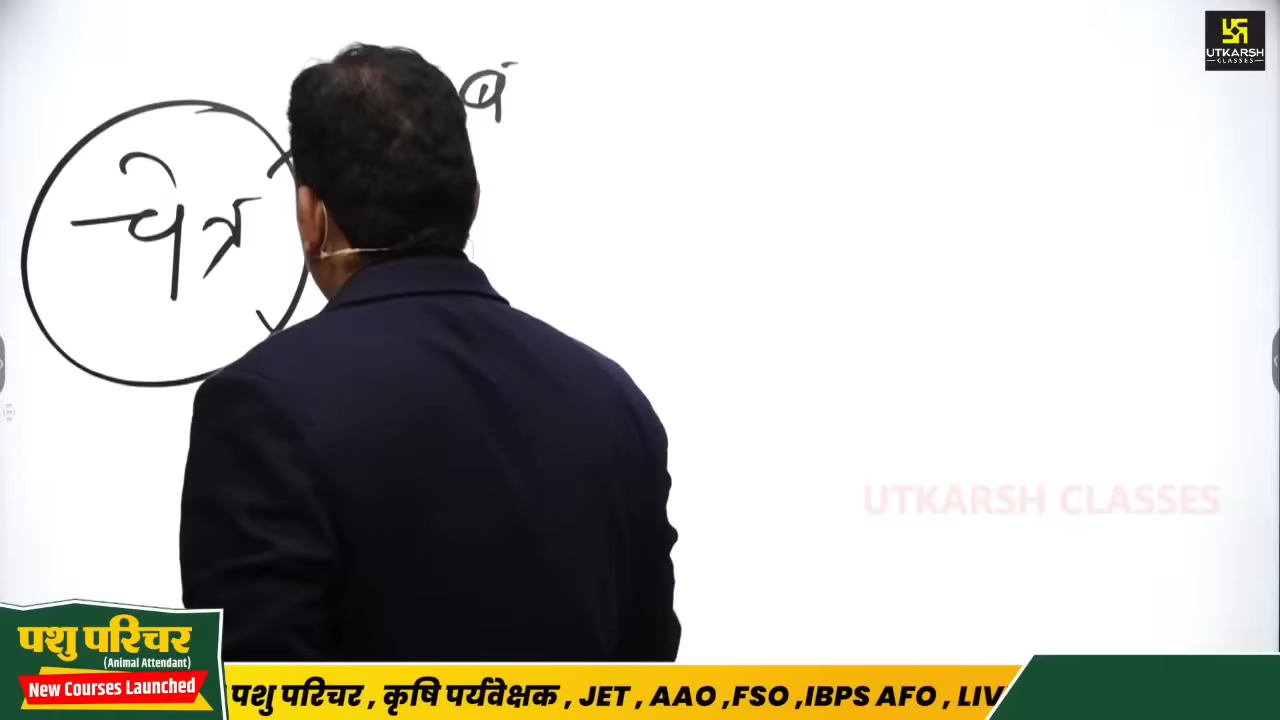 UTKARSH
CLASSES
चेत्र
UTKARSH CLASSES
पशु परिचर
(Animal Attendant)
New Courses Launched
पशु परिचर , कृषि पर्यवेक्षक , JET , AAO ,FSO ,IBPS AFO , LIV